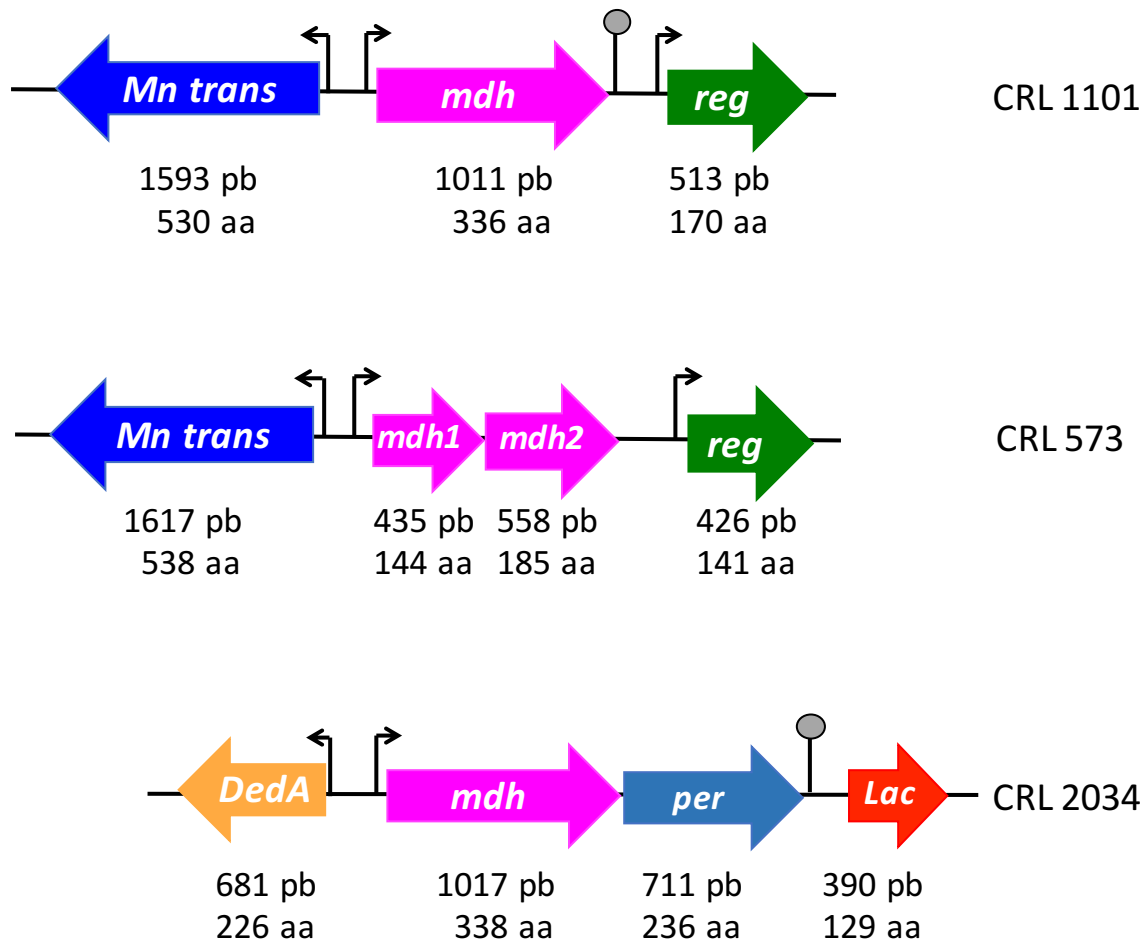 Mn trans mdh reg CRL 1101
1593 pb 1011 pb 513 pb
530 aa 336 aa 170 aa
Mn trans mdh1 mdh2 reg CRL 573
1617 pb 435 pb 558 pb 426 pb
538 aa 144 aa 185 aa 141 aa
DedA mdh per Lac CRL 2034
681 pb 1017 pb 711 pb 390 pb
226 aa 338 aa 236 aa 129 aa